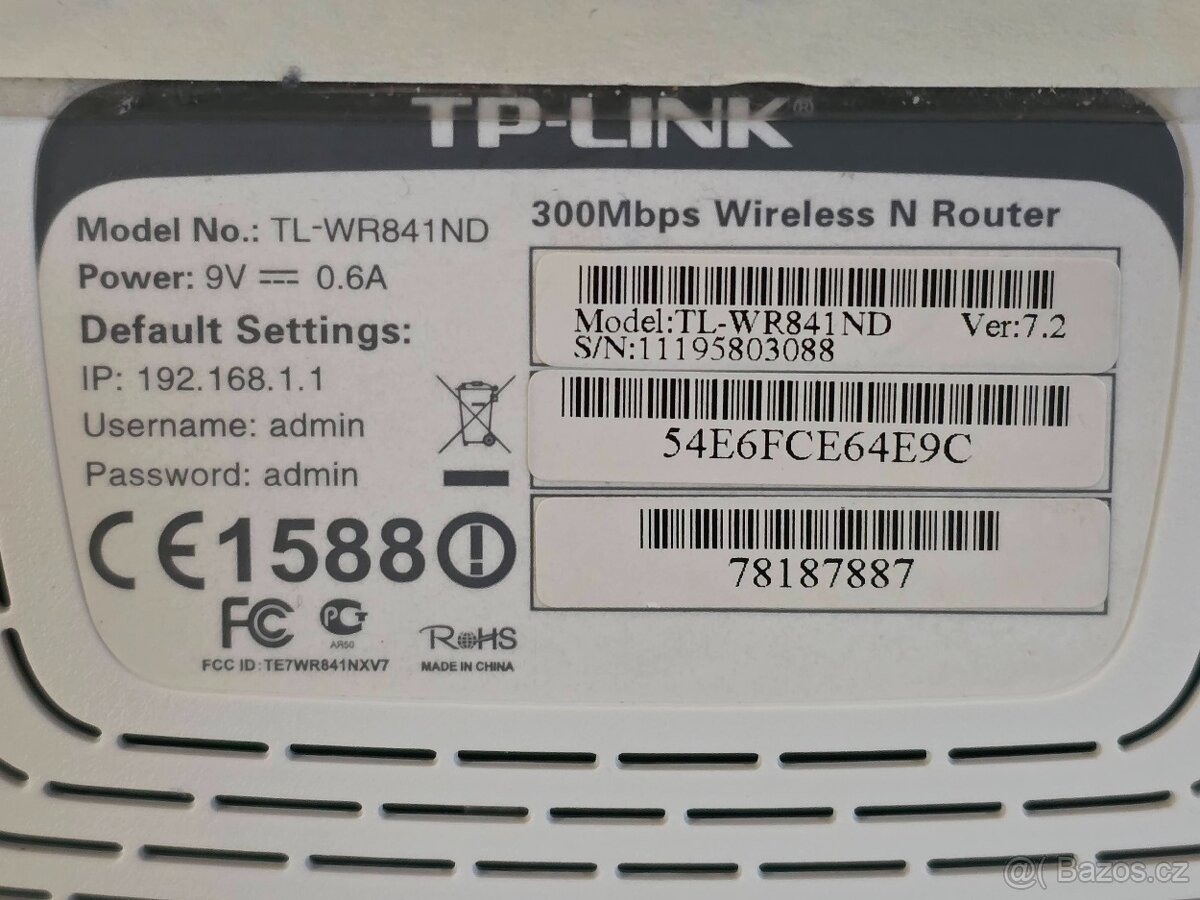 TP-LINK®
Model No.: TL-WR841ND
Power: 9V ⎓ 0.6A
Default Settings:
IP: 192.168.1.1
Username: admin
Password: admin
CE1588
FC
PCT
АЯ60
RoHS
FCC ID:TE7WR841NXV7
MADE IN CHINA
300Mbps Wireless N Router
Model:TL-WR841ND Ver:7.2
S/N:11195803088
54E6FCE64E9C
78187887
@( Bazos.cz